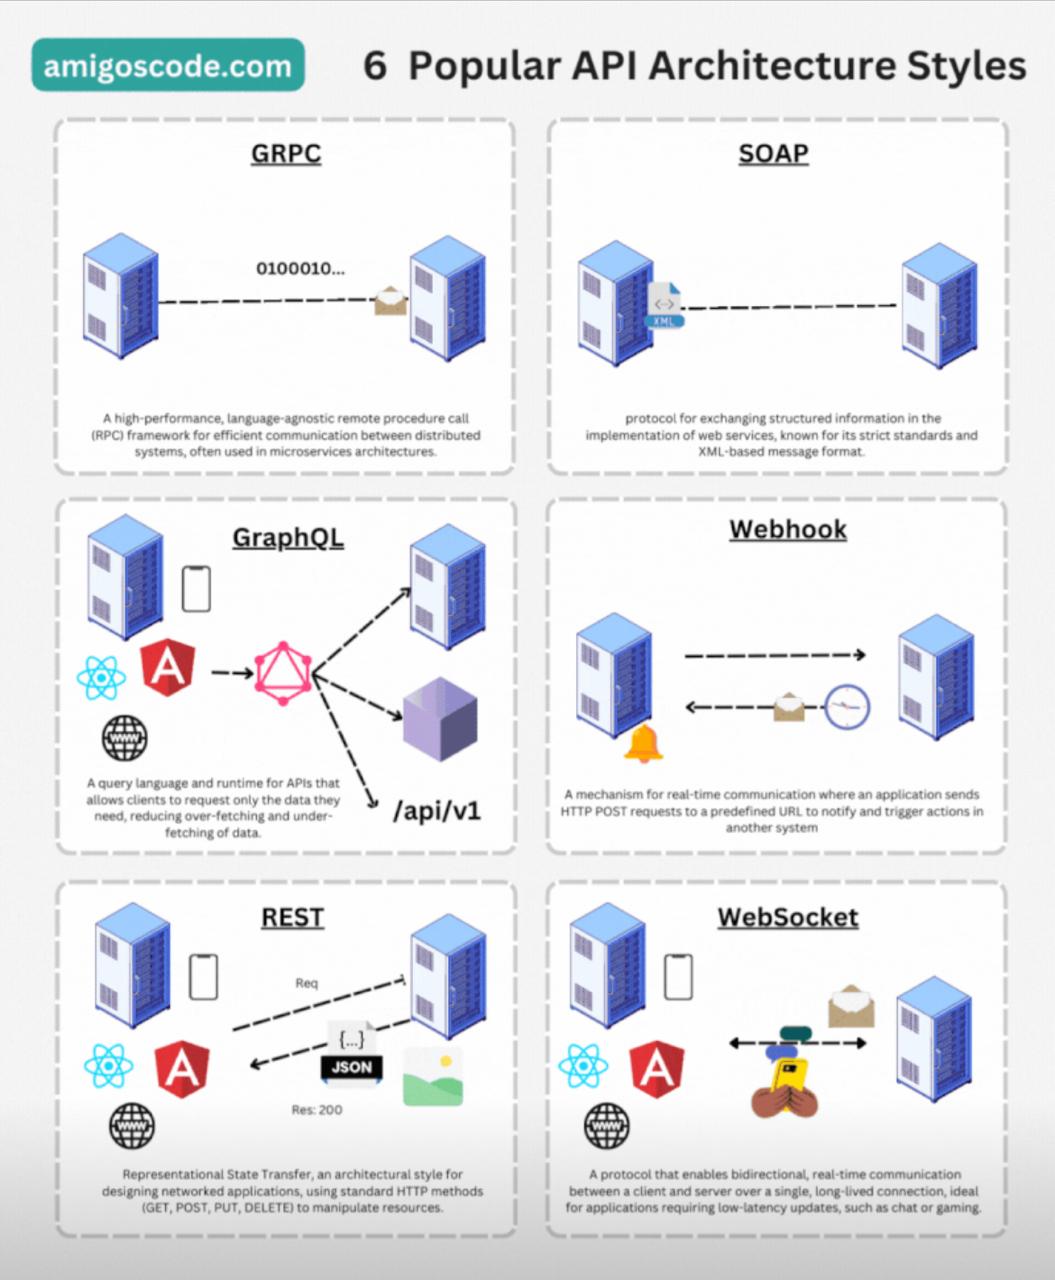 amigoscode.com
6 Popular API Architecture Styles
GRPC
0100010...
A high-performance, language-agnostic remote procedure call
(RPC) framework for efficient communication between distributed
systems, often used in microservices architectures.
SOAP
<->
XML
protocol for exchanging structured information in the
implementation of web services, known for its strict standards and
XML-based message format.
GraphQL
A
WWW
/api/v1
A query language and runtime for APIs that
allows clients to request only the data they
need, reducing over-fetching and under-
fetching of data.
Webhook
A mechanism for real-time communication where an application sends
HTTP POST requests to a predefined URL to notify and trigger actions in
another system
REST
Req
{...}
JSON
A
WWW
Res: 200
Representational State Transfer, an architectural style for
designing networked applications, using standard HTTP methods
(GET, POST, PUT, DELETE) to manipulate resources.
WebSocket
A
WWW
A protocol that enables bidirectional, real-time communication
between a client and server over a single, long-lived connection, ideal
for applications requiring low-latency updates, such as chat or gaming.